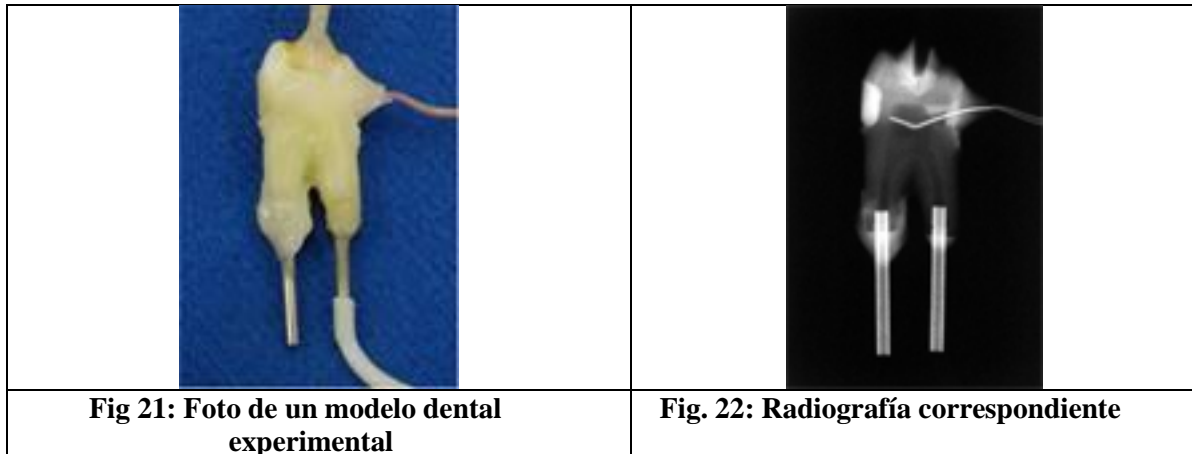 Fig 21: Foto de un modelo dental
experimental
Fig. 22: Radiografía correspondiente